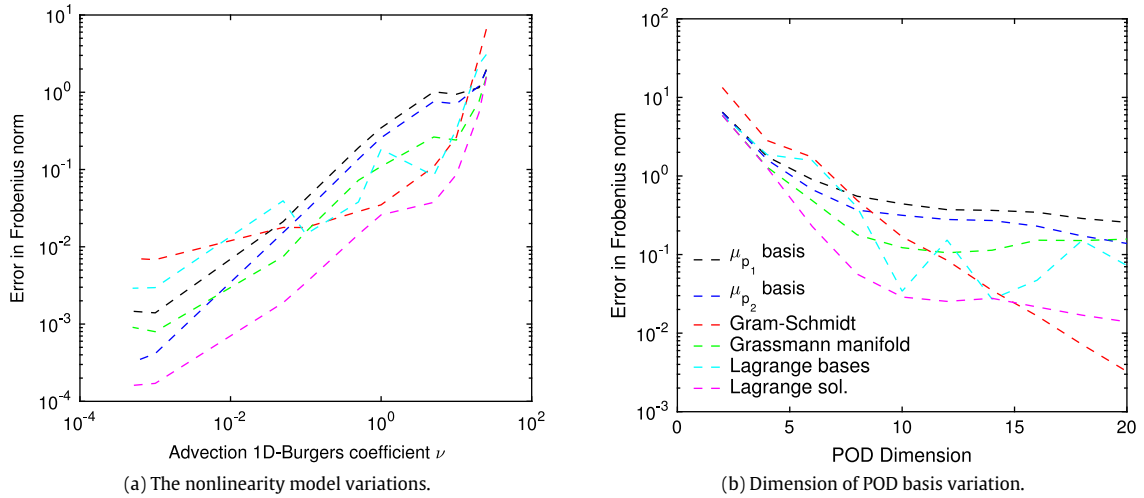 10^1
10^0
10^-1
10^-2
10^-3
10^-4
Error in Frobenius norm
10^-4
10^-2
10^0
10^2
Advection 1D-Burgers coefficient ν
(a) The nonlinearity model variations.
10^2
10^1
10^0
10^-1
10^-2
10^-3
Error in Frobenius norm
μ_p_1 basis
μ_p_2 basis
Gram-Schmidt
Grassmann manifold
Lagrange bases
Lagrange sol.
0
5
10
15
20
POD Dimension
(b) Dimension of POD basis variation.